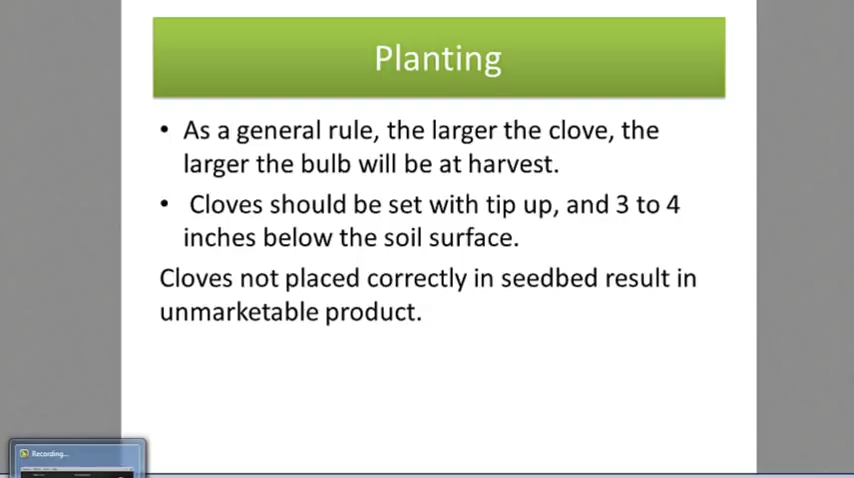 Planting
• As a general rule, the larger the clove, the
larger the bulb will be at harvest.
• Cloves should be set with tip up, and 3 to 4
inches below the soil surface.
Cloves not placed correctly in seedbed result in
unmarketable product.
Recording...